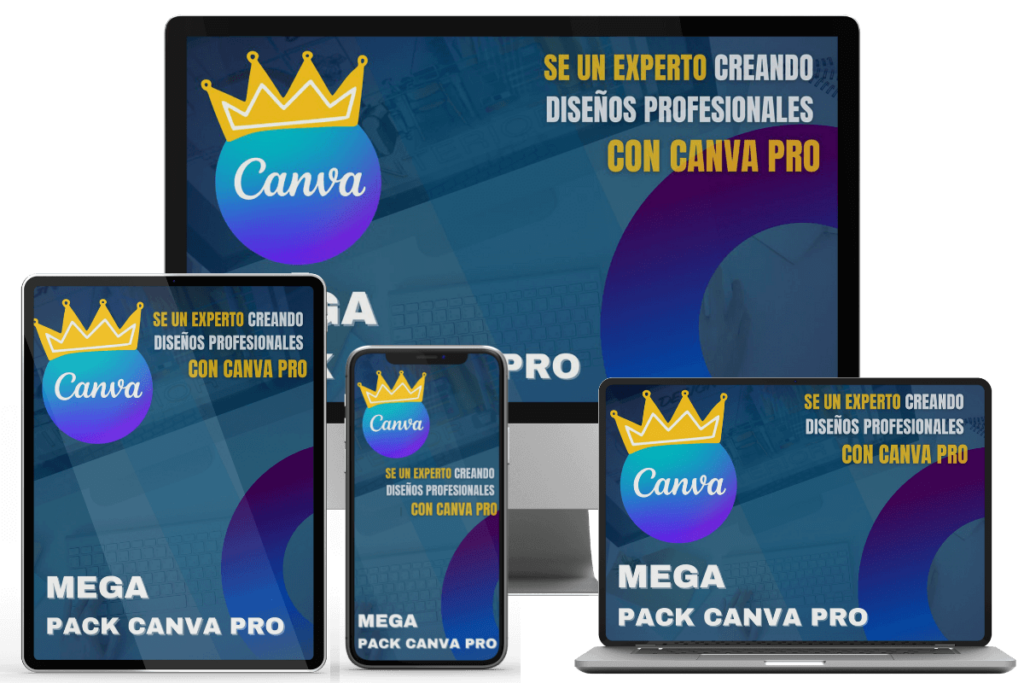 Canva
SE UN EXPERTO CREANDO
DISEÑOS PROFESIONALES
CON CANVA PRO
PRO
Canva
SE UN EXPERTO CREANDO
DISEÑOS PROFESIONALES
CON CANVA PRO
MEGA
PACK CANVA PRO
Canva
SE UN EXPERTO CREANDO
DISEÑOS PROFESIONALES
CON CANVA PRO
MEGA
PACK CANVA PRO
Canva
SE UN EXPERTO CREANDO
DISEÑOS PROFESIONALES
CON CANVA PRO
MEGA
PACK CANVA PRO